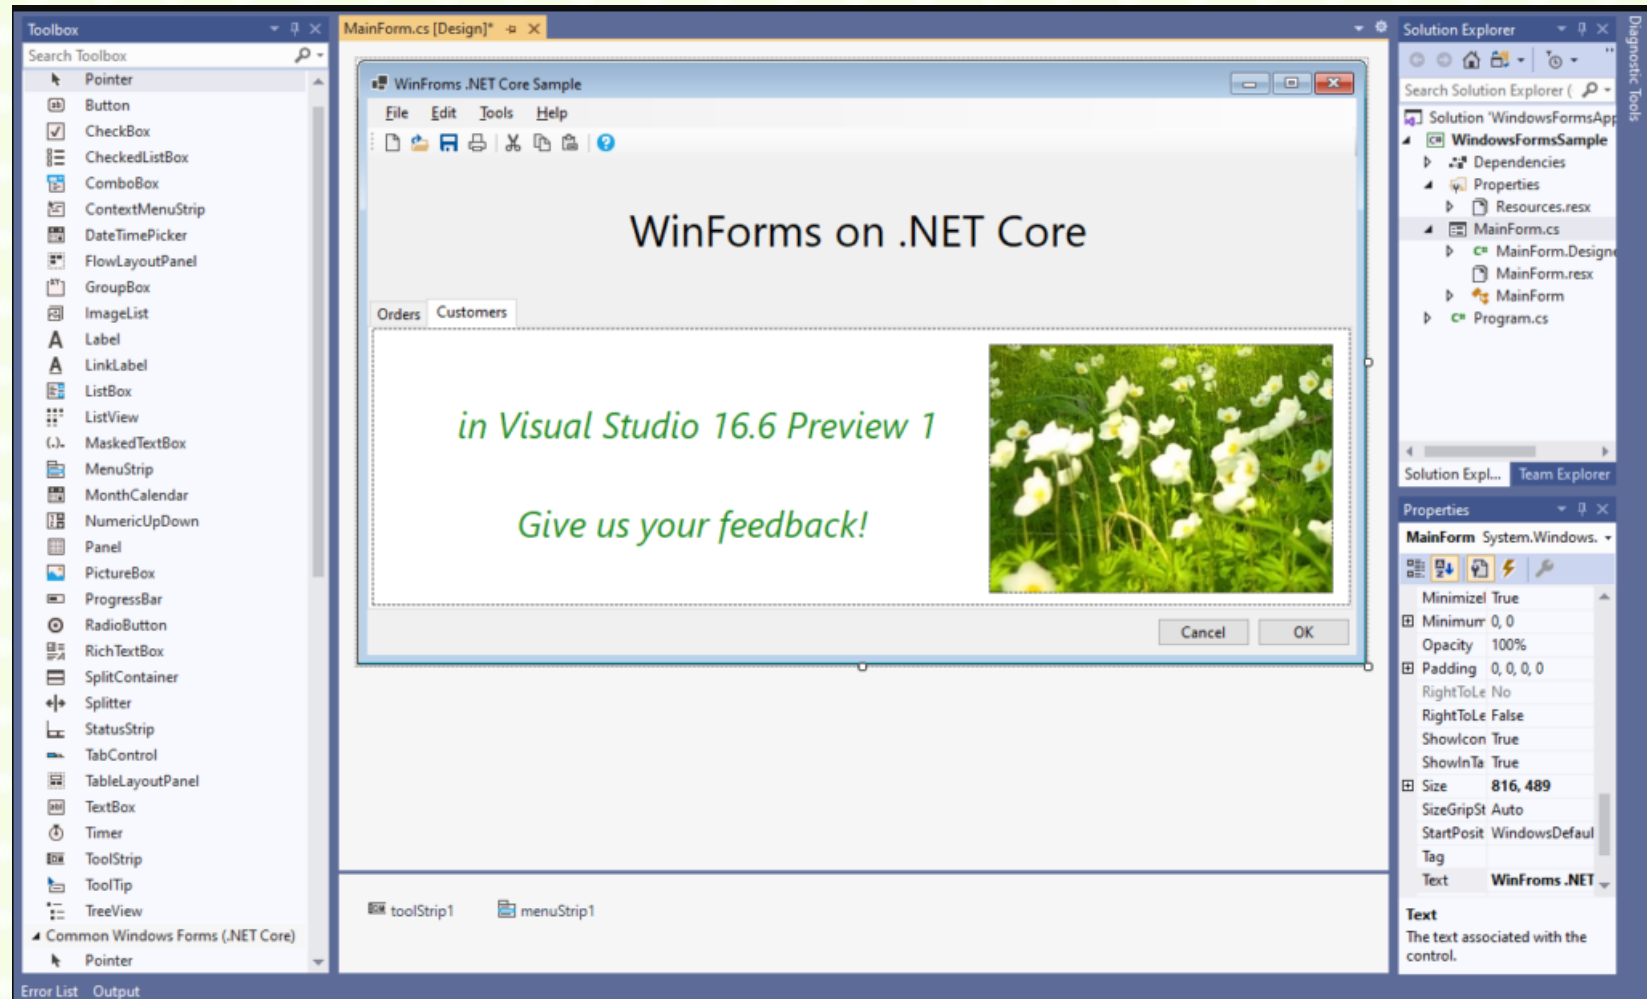 Toolbox
Search Toolbox
Pointer
Button
CheckBox
CheckedListBox
ComboBox
ContextMenuStrip
DateTimePicker
FlowLayoutPanel
GroupBox
ImageList
Label
LinkLabel
ListBox
ListView
MaskedTextBox
MenuStrip
MonthCalendar
NumericUpDown
Panel
PictureBox
ProgressBar
RadioButton
RichTextBox
SplitContainer
Splitter
StatusStrip
TabControl
TableLayoutPanel
TextBox
Timer
ToolStrip
ToolTip
TreeView
Common Windows Forms (.NET Core)
Pointer
Error List Output
MainForm.cs [Design]*
WinFroms .NET Core Sample
File Edit Tools Help
WinForms on .NET Core
Orders Customers
in Visual Studio 16.6 Preview 1
Give us your feedback!
Cancel OK
toolStrip1 menuStrip1
Solution Explorer
Search Solution Explorer (
Solution 'WindowsFormsApp
WindowsFormsSample
Dependencies
Properties
Resources.resx
MainForm.cs
MainForm.Designe
MainForm.resx
MainForm
Program.cs
Solution Expl... Team Explorer
Properties
MainForm System.Windows.
Minimizel True
Minimum 0, 0
Opacity 100%
Padding 0, 0, 0, 0
RightToLe No
RightToLe False
ShowIcon True
ShowInTa True
Size 816, 489
SizeGripSt Auto
StartPosit WindowsDefaul
Tag
Text WinFroms .NET
Text
The text associated with the
control.
Diagnostic Tools